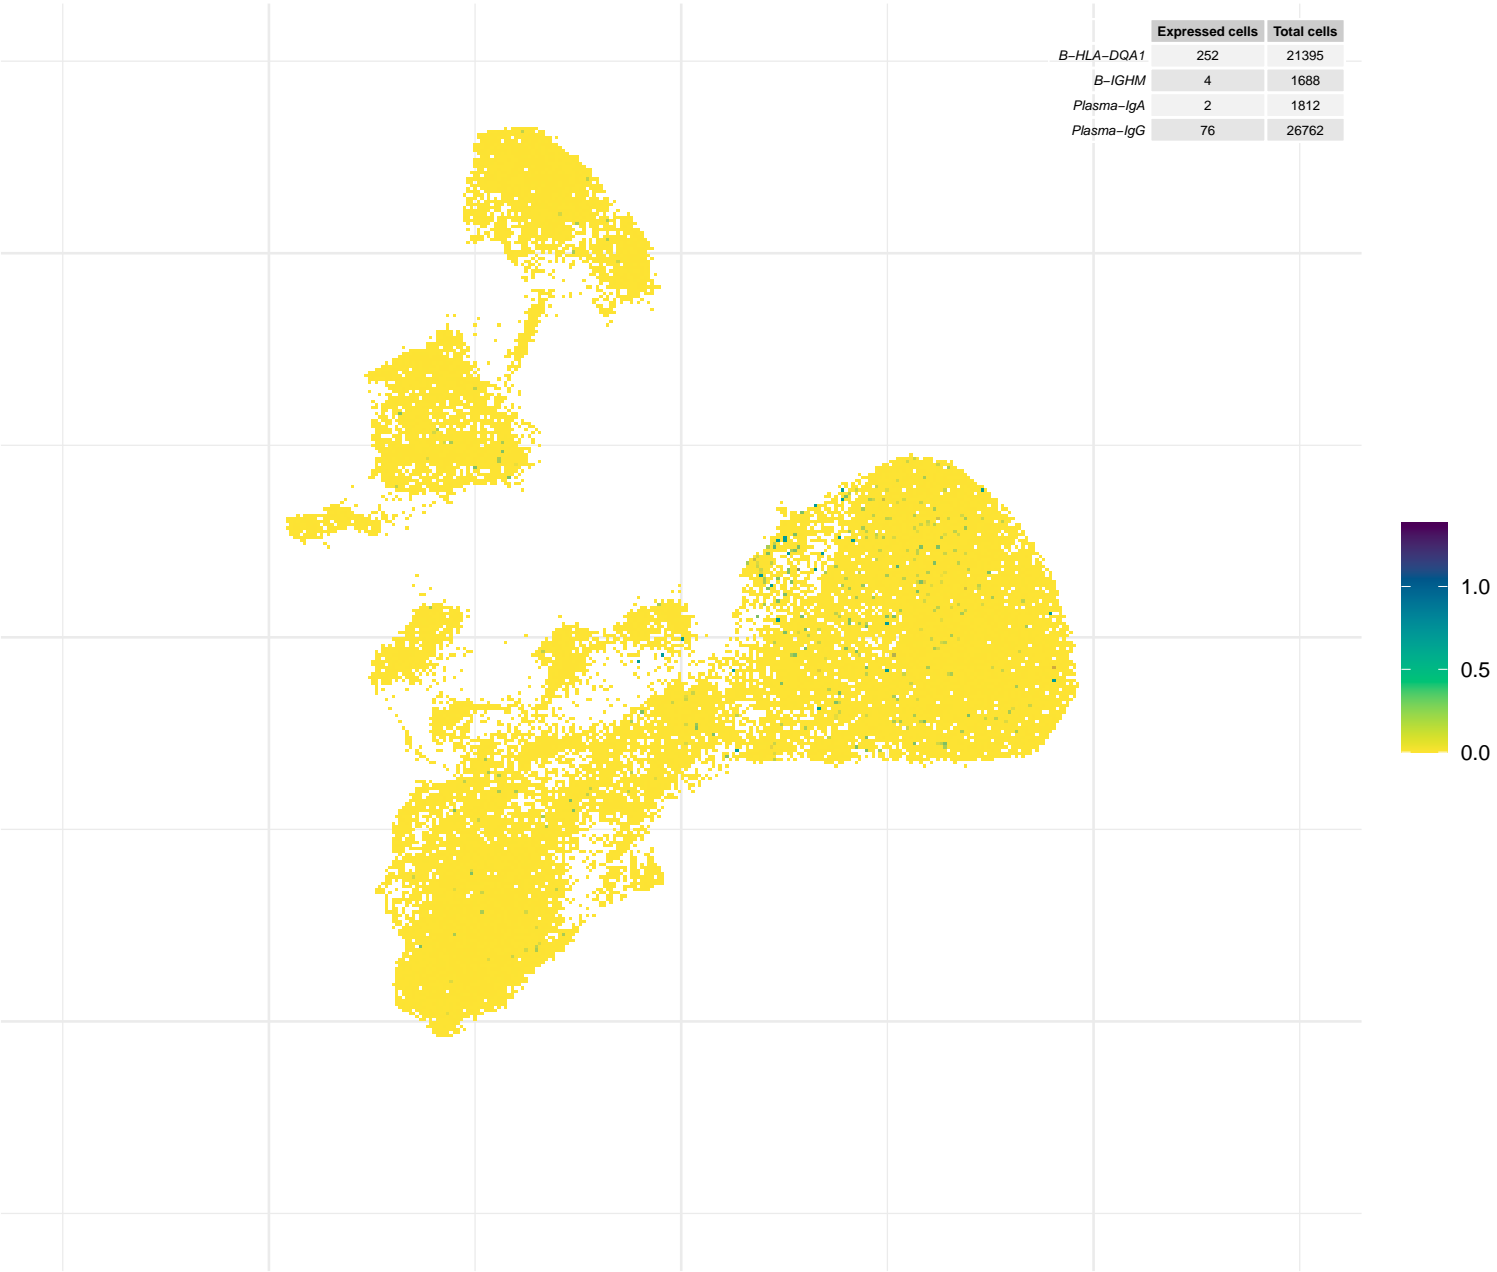 Expressed cells Total cells
B−HLA−DQA1 252 21395
B−IGHM 4 1688
Plasma−IgA 2 1812
Plasma−IgG 76 26762
1.0
0.5
0.0